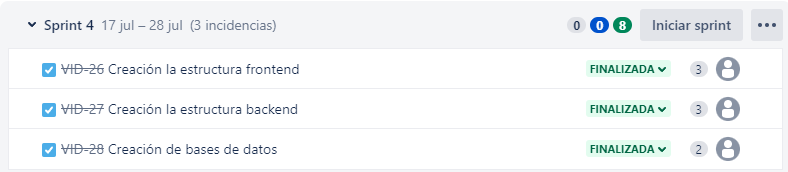 Sprint 4 17 jul – 28 jul (3 incidencias) 0 0 8 Iniciar sprint
VID-26 Creación la estructura frontend FINALIZADA 3
VID-27 Creación la estructura backend FINALIZADA 3
VID-28 Creación de bases de datos FINALIZADA 2